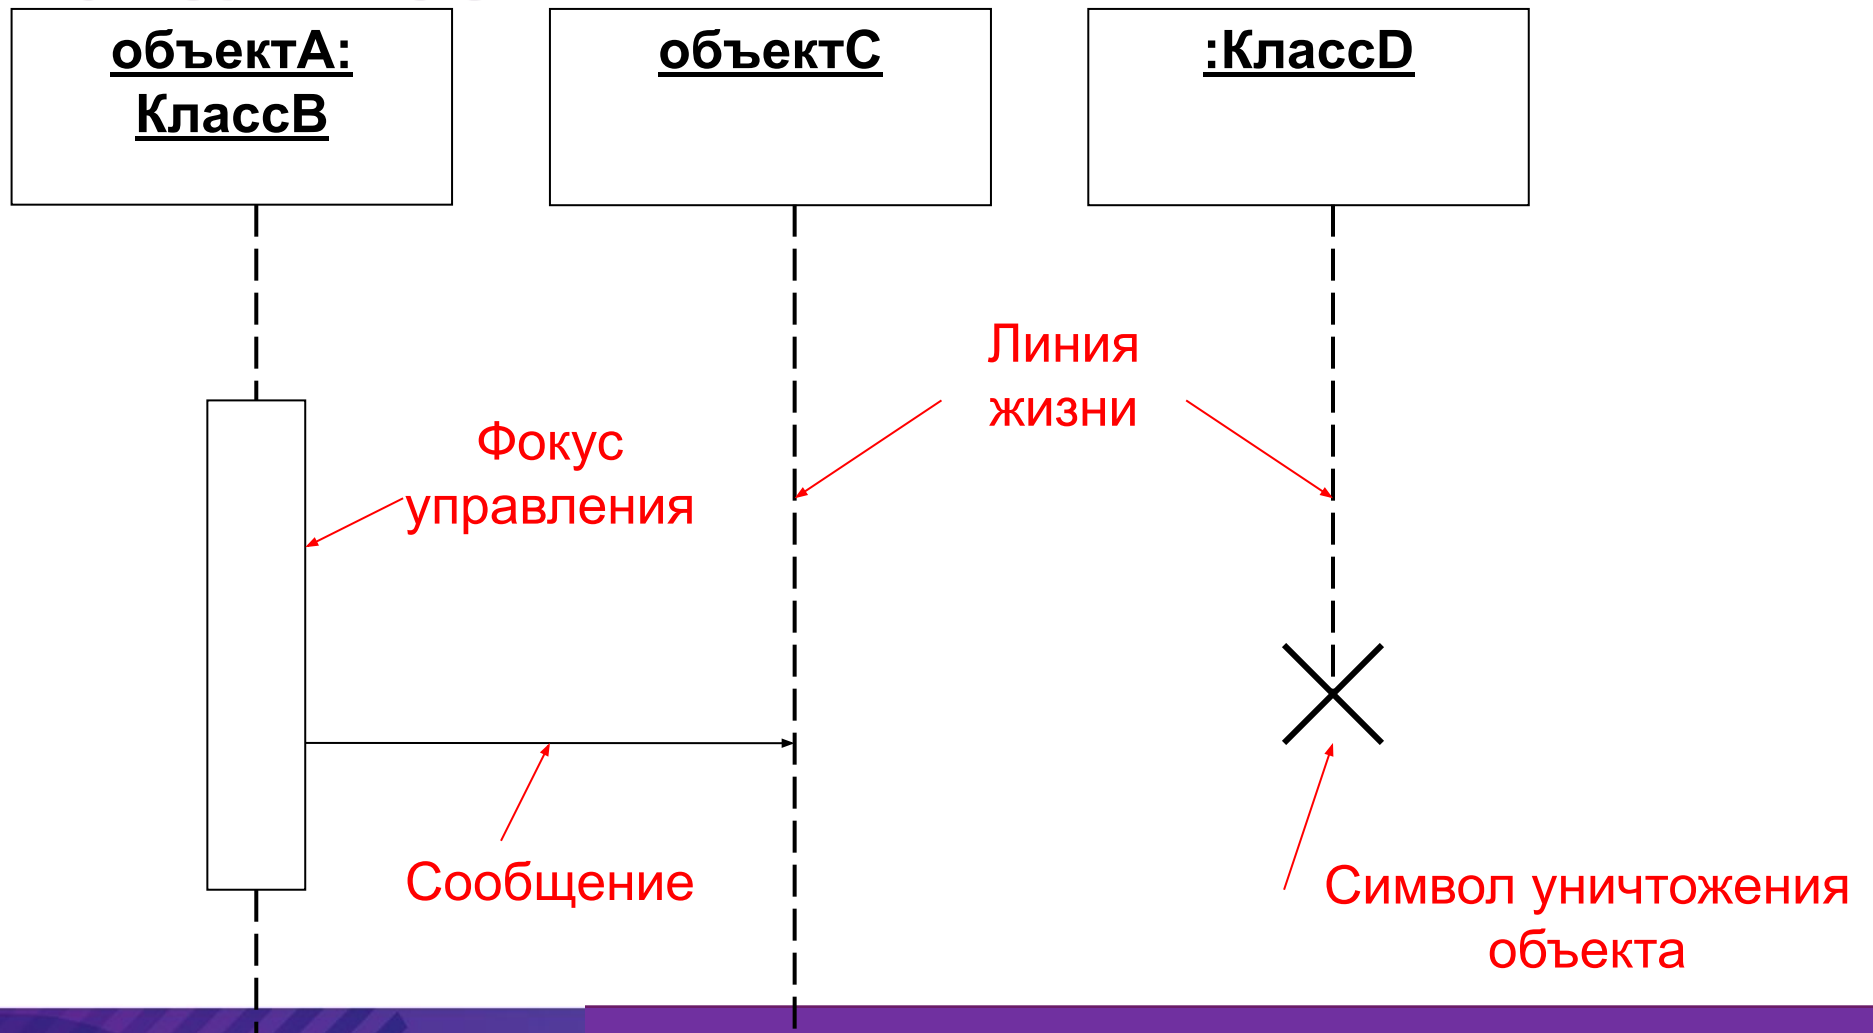 объектА:
КлассВ
объектС
:КлассD
Линия
жизни
Фокус
управления
Сообщение
Символ уничтожения
объекта